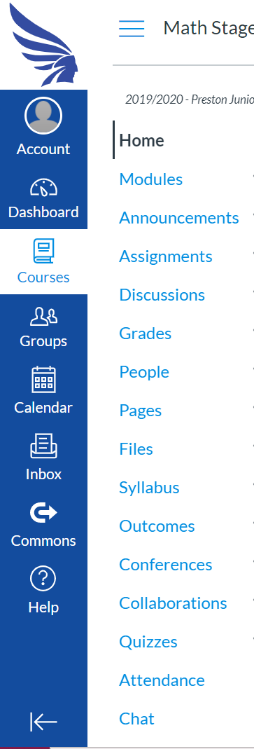 Account
Dashboard
Courses
Groups
Calendar
Inbox
Commons
Help
Math Stage
2019/2020 - Preston Junio
Home
Modules
Announcements
Assignments
Discussions
Grades
People
Pages
Files
Syllabus
Outcomes
Conferences
Collaborations
Quizzes
Attendance
Chat